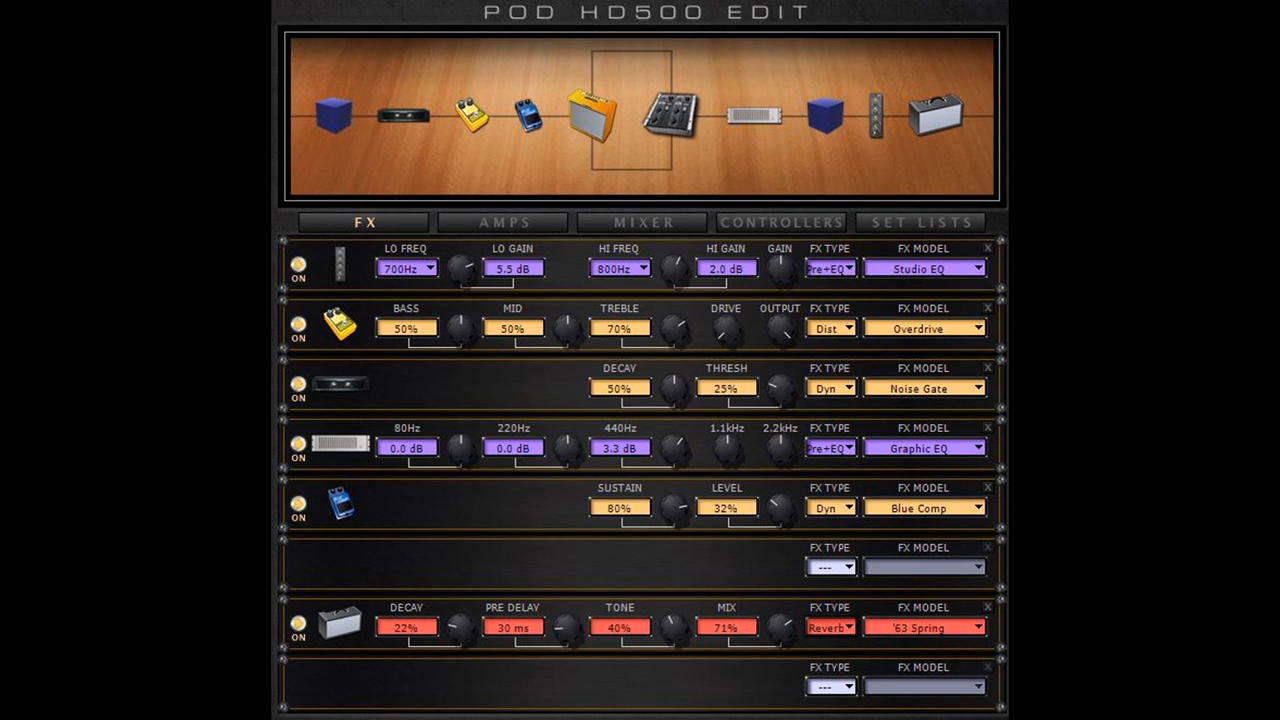 POD HD500 EDIT
FX AMPS MIXER CONTROLLERS SET LISTS
LO FREQ LO GAIN HI FREQ HI GAIN GAIN FX TYPE FX MODEL X
700Hz 5.5 dB 800Hz 2.0 dB Pre+EQ Studio EQ
ON
BASS MID TREBLE DRIVE OUTPUT FX TYPE FX MODEL X
50% 50% 70% Dist Overdrive
ON
DECAY THRESH FX TYPE FX MODEL X
50% 25% Dyn Noise Gate
ON
80Hz 220Hz 440Hz 1.1kHz 2.2kHz FX TYPE FX MODEL X
0.0 dB 0.0 dB 3.3 dB Pre+EQ Graphic EQ
ON
SUSTAIN LEVEL FX TYPE FX MODEL X
80% 32% Dyn Blue Comp
ON
FX TYPE FX MODEL X
---
DECAY PRE DELAY TONE MIX FX TYPE FX MODEL X
22% 30 ms 40% 71% Reverb '63 Spring
ON
FX TYPE FX MODEL X
---